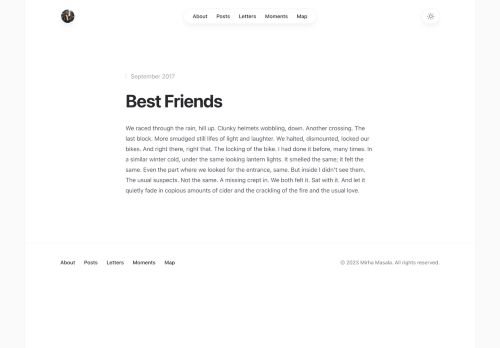 About Posts Letters Moments Map
September 2017
Best Friends
We raced through the rain, hill up. Clunky helmets wobbling, down. Another crossing. The
last block. More smudged still lifes of light and laughter. We halted, dismounted, locked our
bikes. And right there, right that. The locking of the bike. I had done it before, many times. In
a similar winter cold, under the same looking lantern lights. It smelled the same; it felt the
same. Even the part where we looked for the entrance, same. But inside I didn't see them.
The usual suspects. Not the same. A missing crept in. We both felt it. Sat with it. And let it
quietly fade in copious amounts of cider and the crackling of the fire and the usual love.
About Posts Letters Moments Map
© 2023 Mirha Masala. All rights reserved.